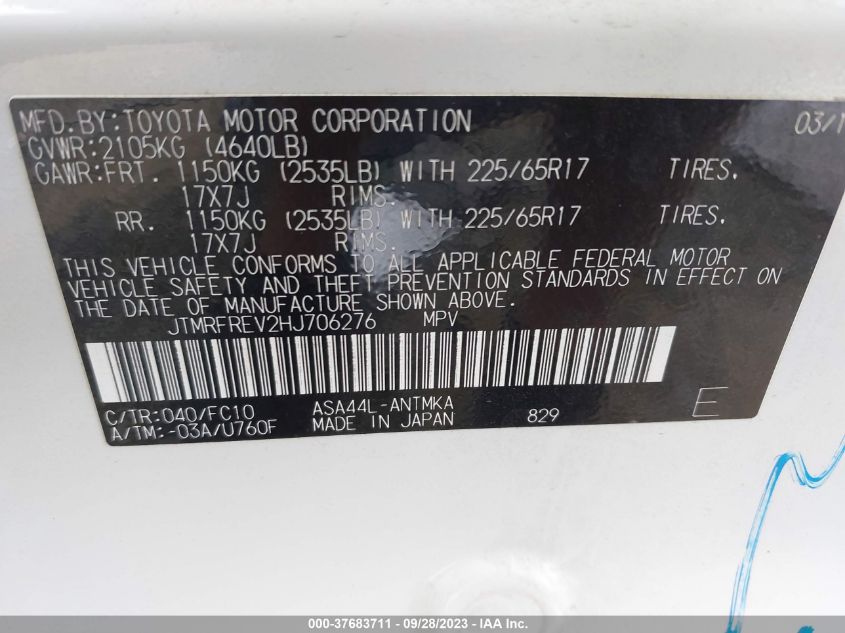 MFD.BY:TOYOTA MOTOR CORPORATION 03/1
GVWR:2105KG (4640LB)
GAWR:FRT. 1150KG (2535LB) WITH 225/65R17 TIRES.
17X7J RIMS.
RR. 1150KG (2535LB) WITH 225/65R17 TIRES.
17X7J RIMS.
THIS VEHICLE CONFORMS TO ALL APPLICABLE FEDERAL MOTOR
VEHICLE SAFETY AND THEFT PREVENTION STANDARDS IN EFFECT ON
THE DATE OF MANUFACTURE SHOWN ABOVE.
JTMRFREV2HJ706276 MPV
C/TR:040/FC10 ASA44L-ANTMKA
A/TM:-03A/U760F MADE IN JAPAN 829 E
000-37683711 - 09/28/2023 - IAA Inc.